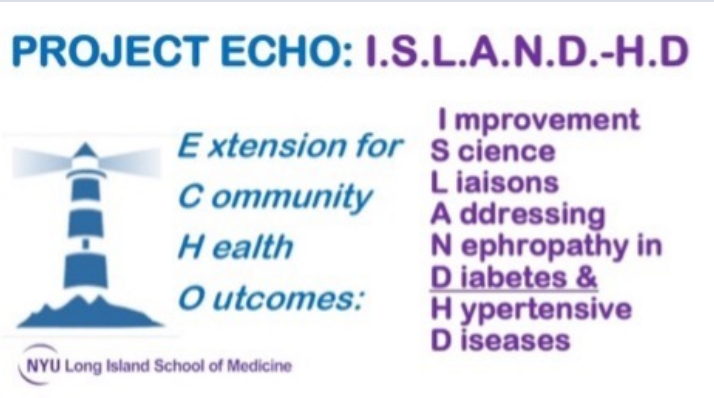 PROJECT ECHO: I.S.L.A.N.D.-H.D
E xtension for
C ommunity
H ealth
O utcomes:
I mprovement
S cience
L iaisons
A ddressing
N ephropathy in
D iabetes &
H ypertensive
D iseases
NYU Long Island School of Medicine